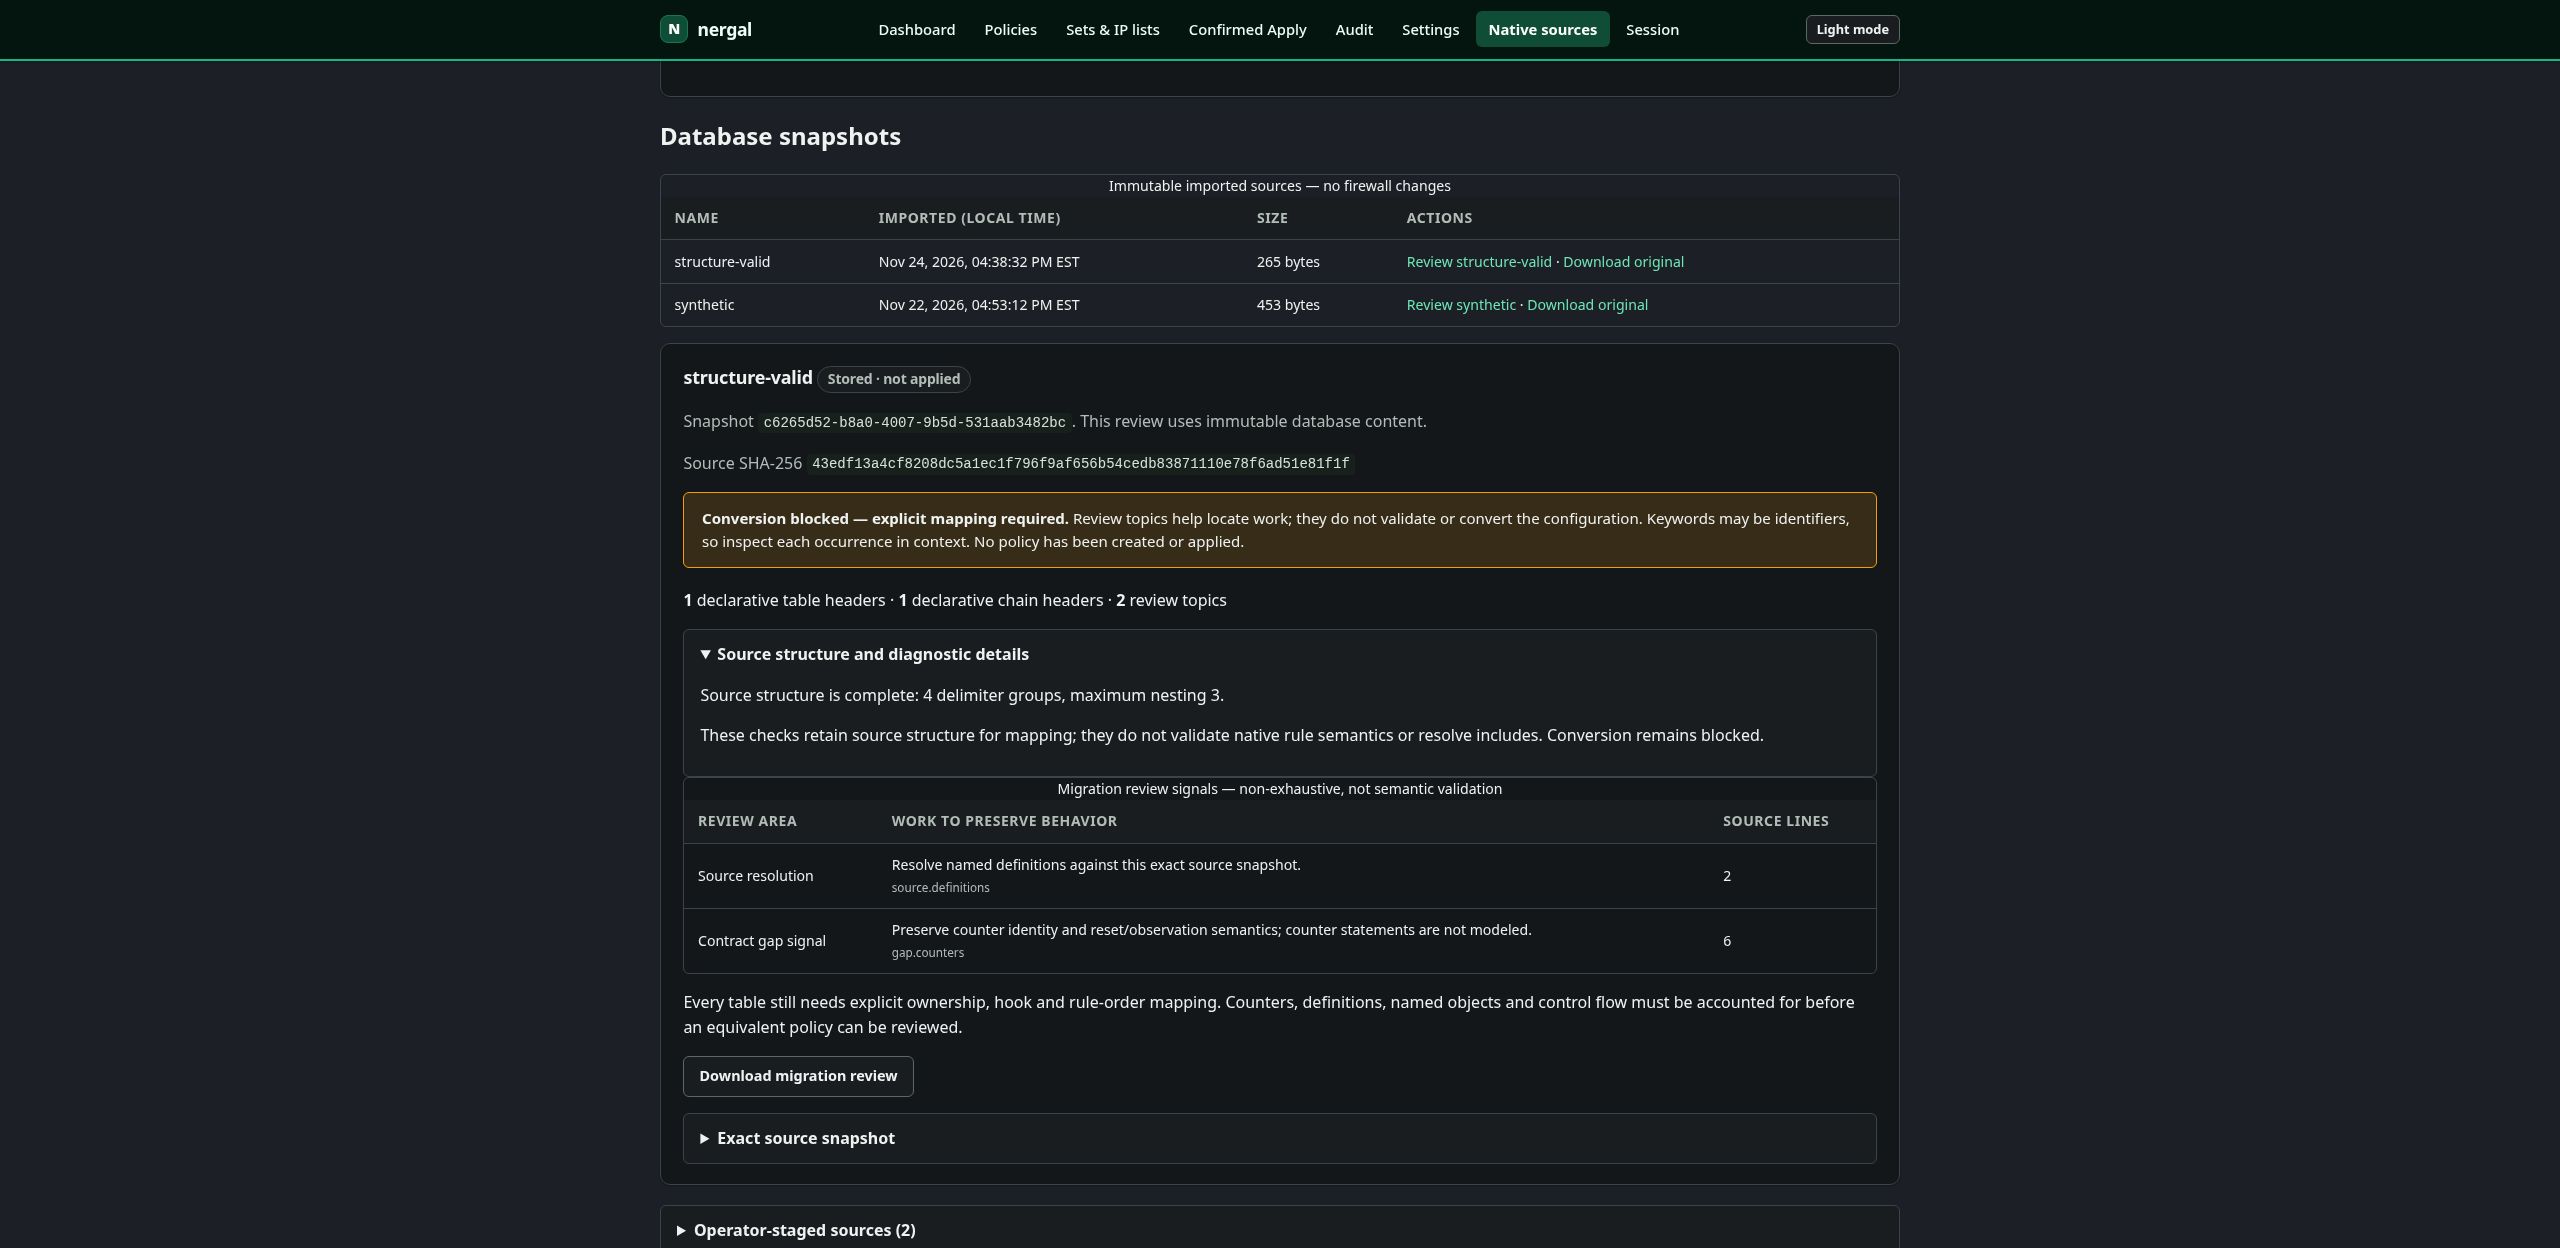 N nergal Dashboard Policies Sets & IP lists Confirmed Apply Audit Settings Native sources Session Light mode
Database snapshots
Immutable imported sources — no firewall changes
NAME IMPORTED (LOCAL TIME) SIZE ACTIONS
structure-valid Nov 24, 2026, 04:38:32 PM EST 265 bytes Review structure-valid · Download original
synthetic Nov 22, 2026, 04:53:12 PM EST 453 bytes Review synthetic · Download original
structure-valid Stored · not applied
Snapshot c6265d52-b8a0-4007-9b5d-531aab3482bc. This review uses immutable database content.
Source SHA-256 43edf13a4cf8208dc5a1ec1f796f9af656b54cedb83871110e78f6ad51e81f1f
Conversion blocked — explicit mapping required. Review topics help locate work; they do not validate or convert the configuration. Keywords may be identifiers,
so inspect each occurrence in context. No policy has been created or applied.
1 declarative table headers · 1 declarative chain headers · 2 review topics
▼ Source structure and diagnostic details
Source structure is complete: 4 delimiter groups, maximum nesting 3.
These checks retain source structure for mapping; they do not validate native rule semantics or resolve includes. Conversion remains blocked.
Migration review signals — non-exhaustive, not semantic validation
REVIEW AREA WORK TO PRESERVE BEHAVIOR SOURCE LINES
Source resolution Resolve named definitions against this exact source snapshot. 2
source.definitions
Contract gap signal Preserve counter identity and reset/observation semantics; counter statements are not modeled. 6
gap.counters
Every table still needs explicit ownership, hook and rule-order mapping. Counters, definitions, named objects and control flow must be accounted for before
an equivalent policy can be reviewed.
Download migration review
▶ Exact source snapshot
▶ Operator-staged sources (2)